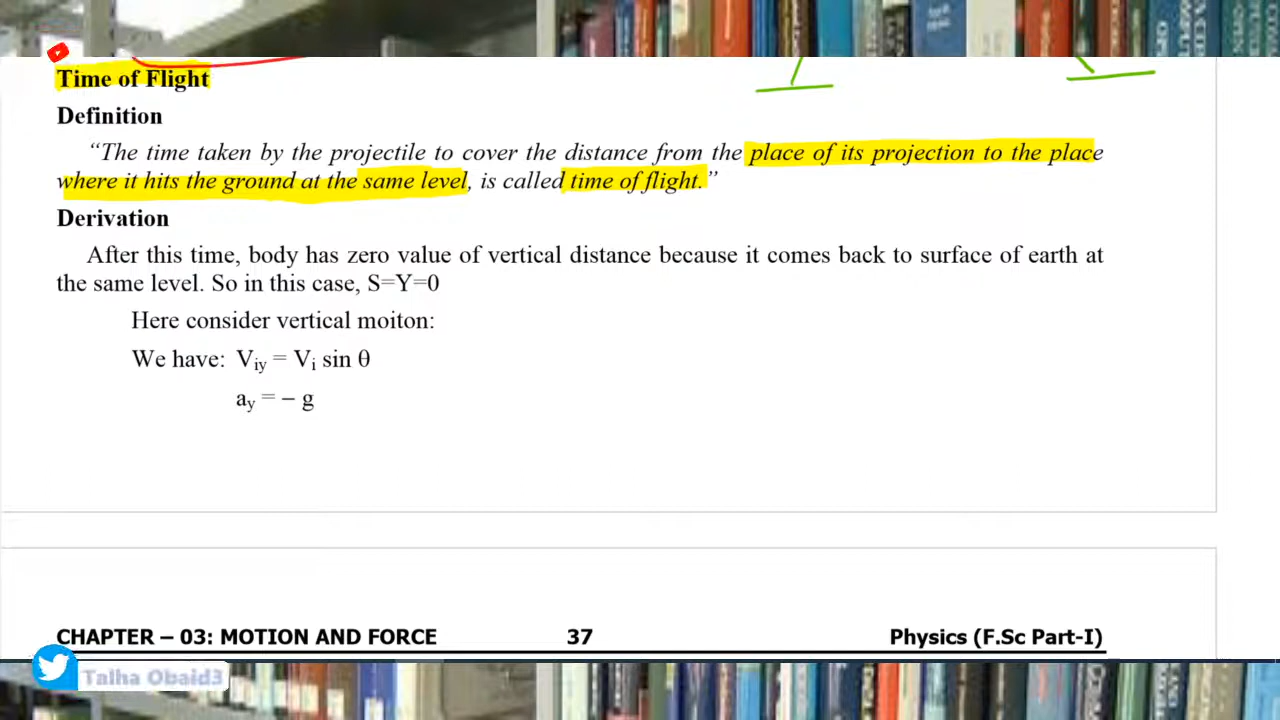 Time of Flight
Definition
“The time taken by the projectile to cover the distance from the place of its projection to the place
where it hits the ground at the same level, is called time of flight.”
Derivation
After this time, body has zero value of vertical distance because it comes back to surface of earth at
the same level. So in this case, S=Y=0
Here consider vertical moiton:
We have: Viy = Vi sin θ
ay = − g
CHAPTER – 03: MOTION AND FORCE 37 Physics (F.Sc Part-I)
Talha Obaid3